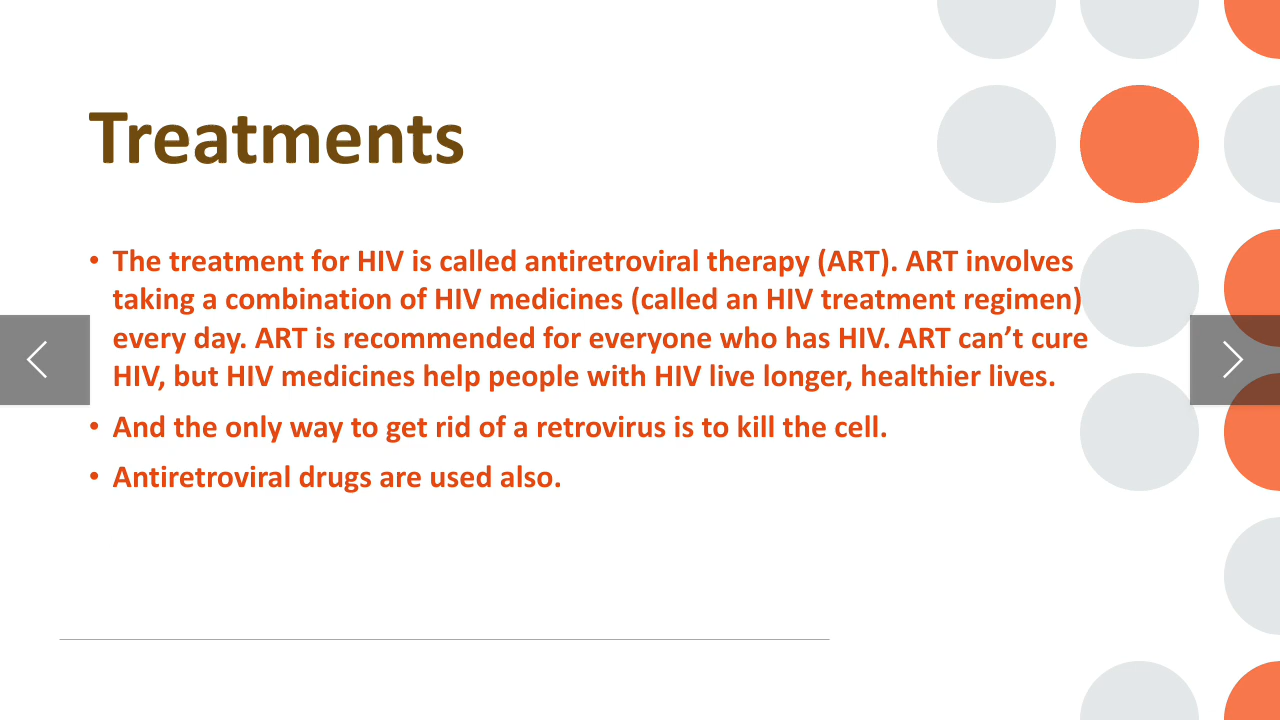 Treatments
• The treatment for HIV is called antiretroviral therapy (ART). ART involves
taking a combination of HIV medicines (called an HIV treatment regimen)
every day. ART is recommended for everyone who has HIV. ART can’t cure
HIV, but HIV medicines help people with HIV live longer, healthier lives.
• And the only way to get rid of a retrovirus is to kill the cell.
• Antiretroviral drugs are used also.